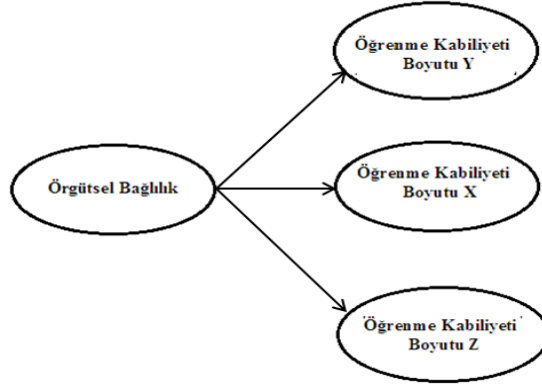 Öğrenme Kabiliyeti
Boyutu Y
Örgütsel Bağlılık
Öğrenme Kabiliyeti
Boyutu X
Öğrenme Kabiliyeti
Boyutu Z